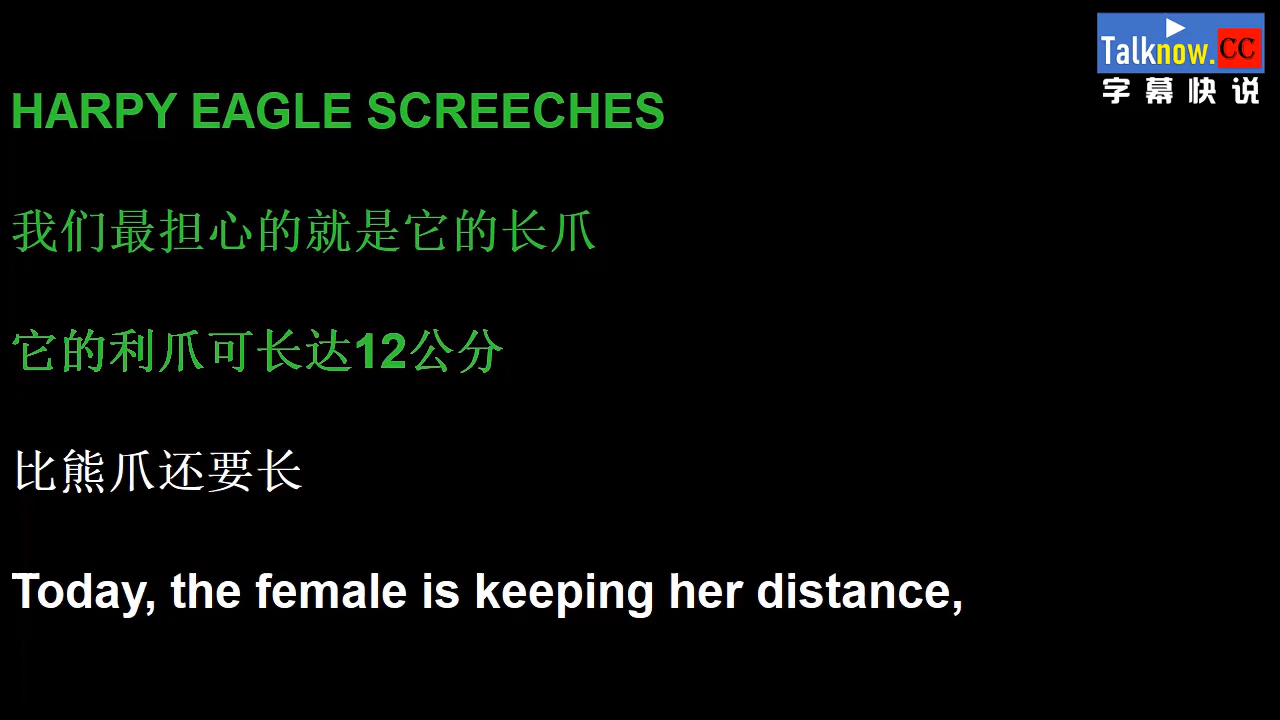 Talknow.CC
字幕快说
HARPY EAGLE SCREECHES
我们最担心的就是它的长爪
它的利爪可长达12公分
比熊爪还要长
Today, the female is keeping her distance,